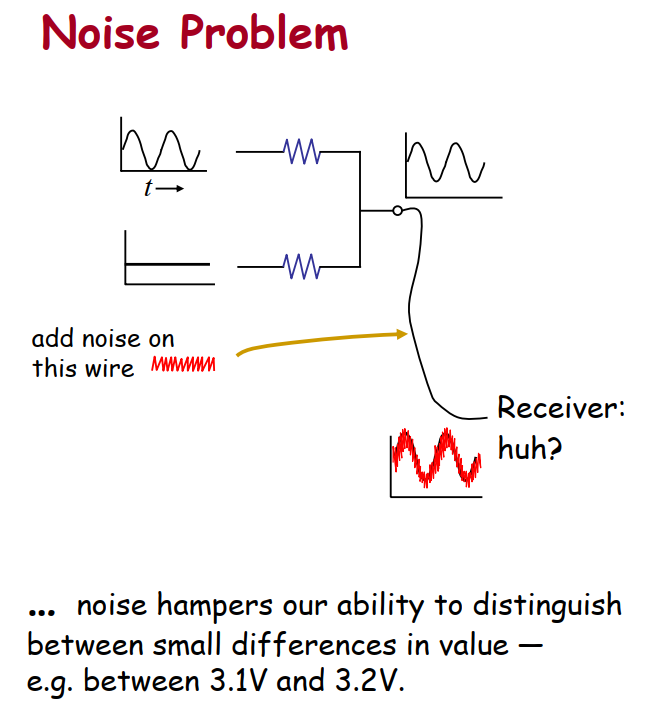 Noise Problem
t
add noise on
this wire
Receiver:
huh?
... noise hampers our ability to distinguish
between small differences in value —
e.g. between 3.1V and 3.2V.